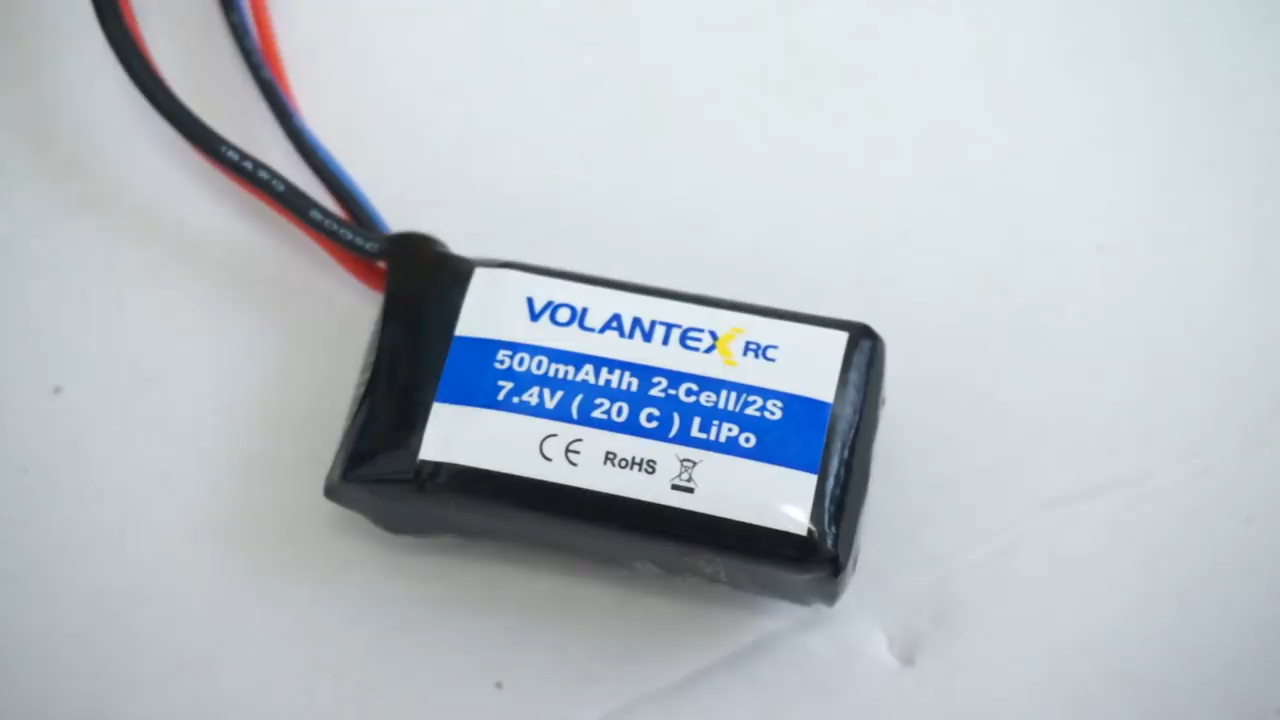 VOLANTEX RC
500mAHh 2-Cell/2S
7.4V ( 20 C ) LiPo
CE RoHS